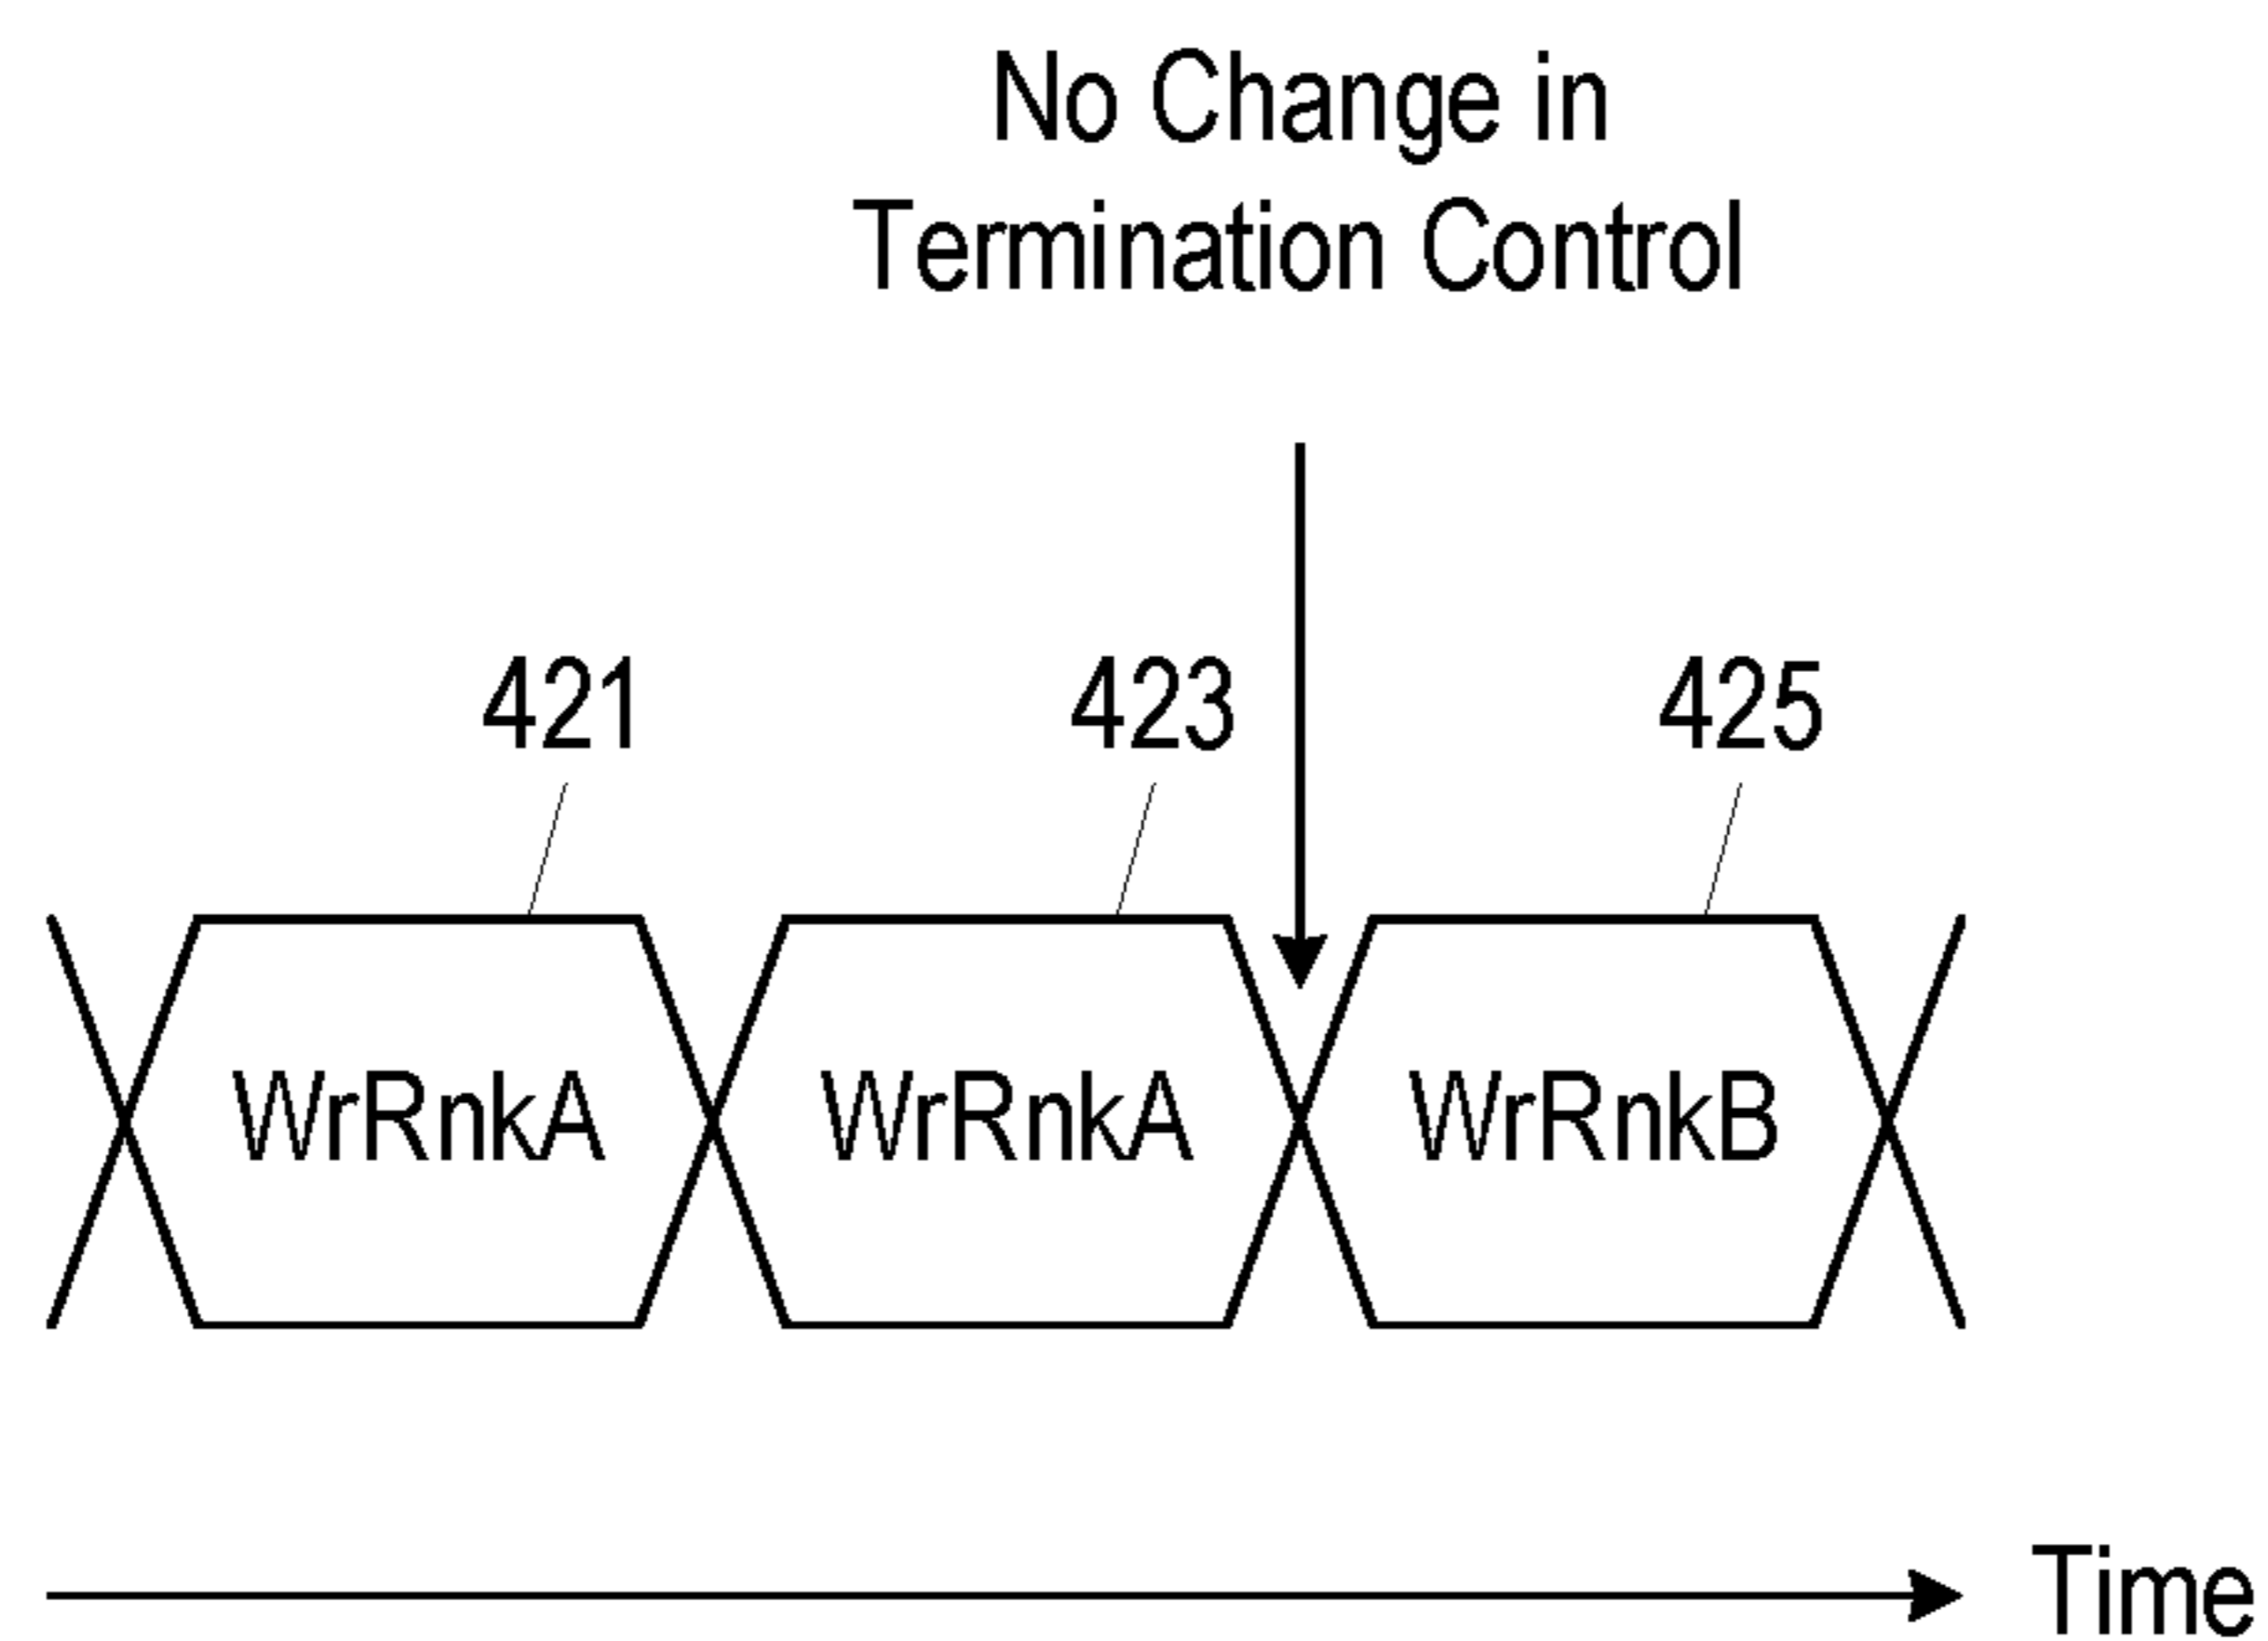 No Change in
Termination Control
421
423
425
WrRnkA
WrRnkA
WrRnkB
Time